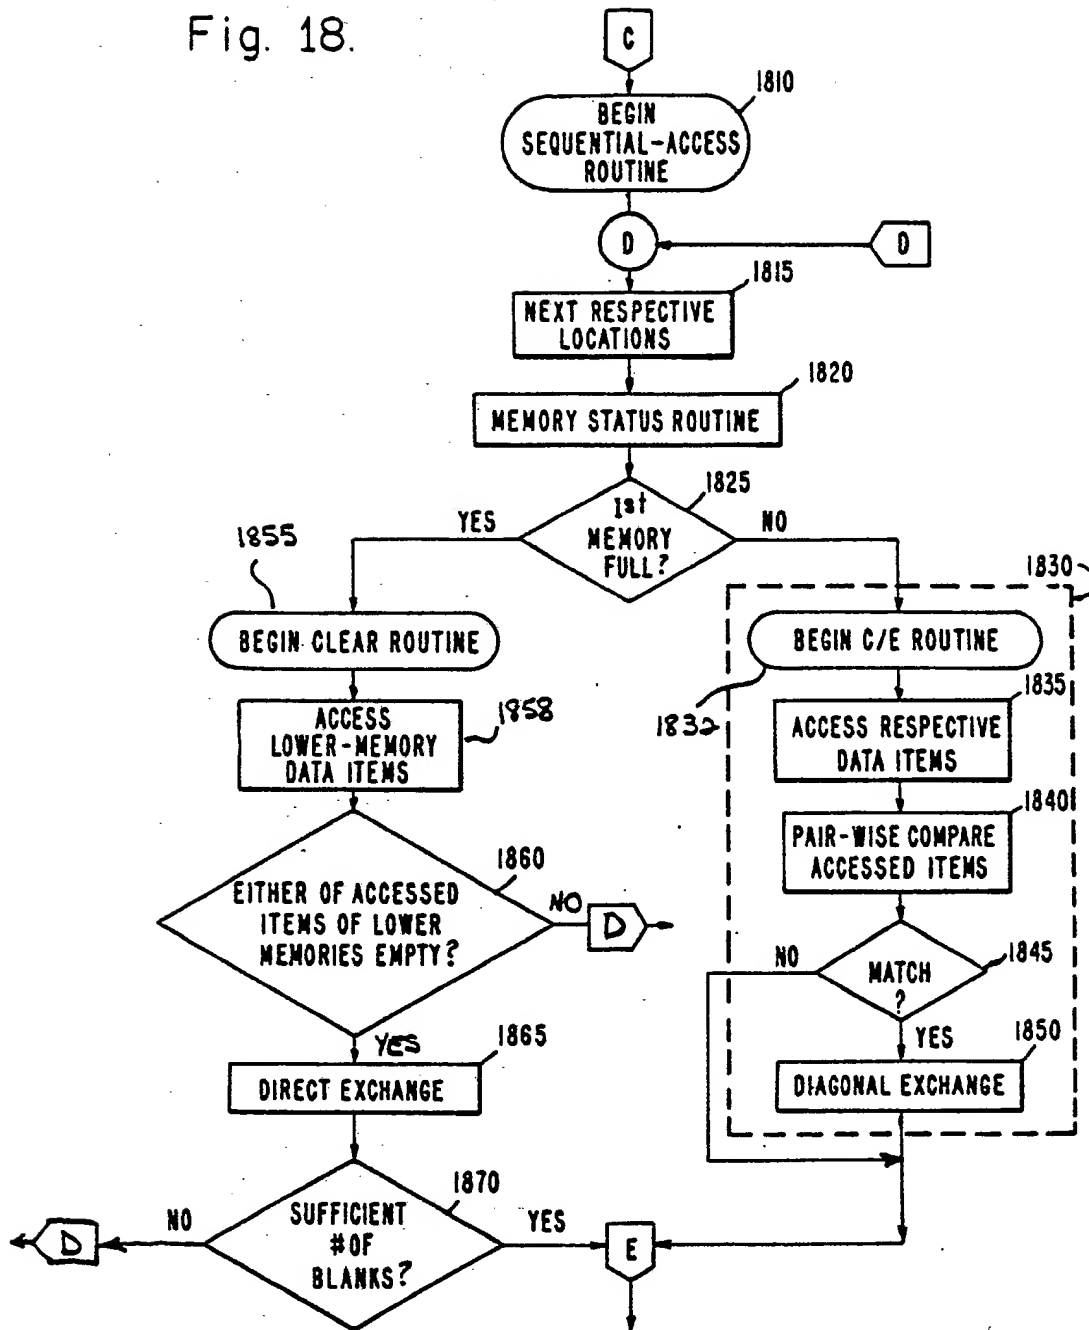 Fig. 18.
C
1810
BEGIN
SEQUENTIAL-ACCESS
ROUTINE
D
D
1815
NEXT RESPECTIVE
LOCATIONS
1820
MEMORY STATUS ROUTINE
1825
1st
MEMORY
FULL?
YES
NO
1855
BEGIN CLEAR ROUTINE
1830
BEGIN C/E ROUTINE
1832
ACCESS
LOWER-MEMORY
DATA ITEMS
1858
1835
ACCESS RESPECTIVE
DATA ITEMS
1840
PAIR-WISE COMPARE
ACCESSED ITEMS
1860
EITHER OF ACCESSED
ITEMS OF LOWER
MEMORIES EMPTY?
NO
D
NO
MATCH
?
1845
YES
YES
1865
DIRECT EXCHANGE
1850
DIAGONAL EXCHANGE
1870
SUFFICIENT
# OF
BLANKS?
NO
D
YES
E